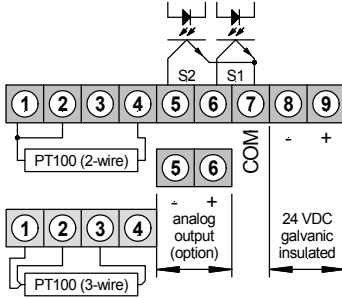 S2 S1
1 2 3 4 5 6 7 8 9
- +
PT100 (2-wire)
COM
5 6
- +
1 2 3 4
analog
output
(option)
24 VDC
galvanic
insulated
PT100 (3-wire)